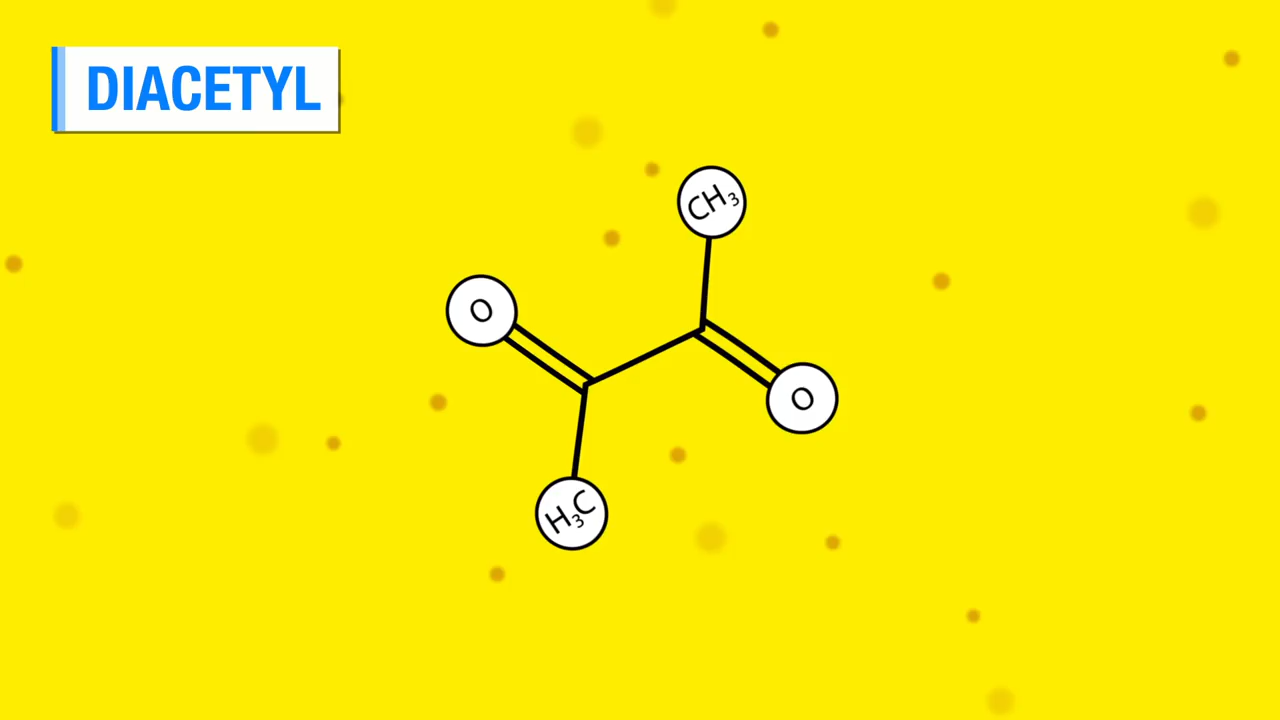 DIACETYL
CH₃
O
O
H₃C